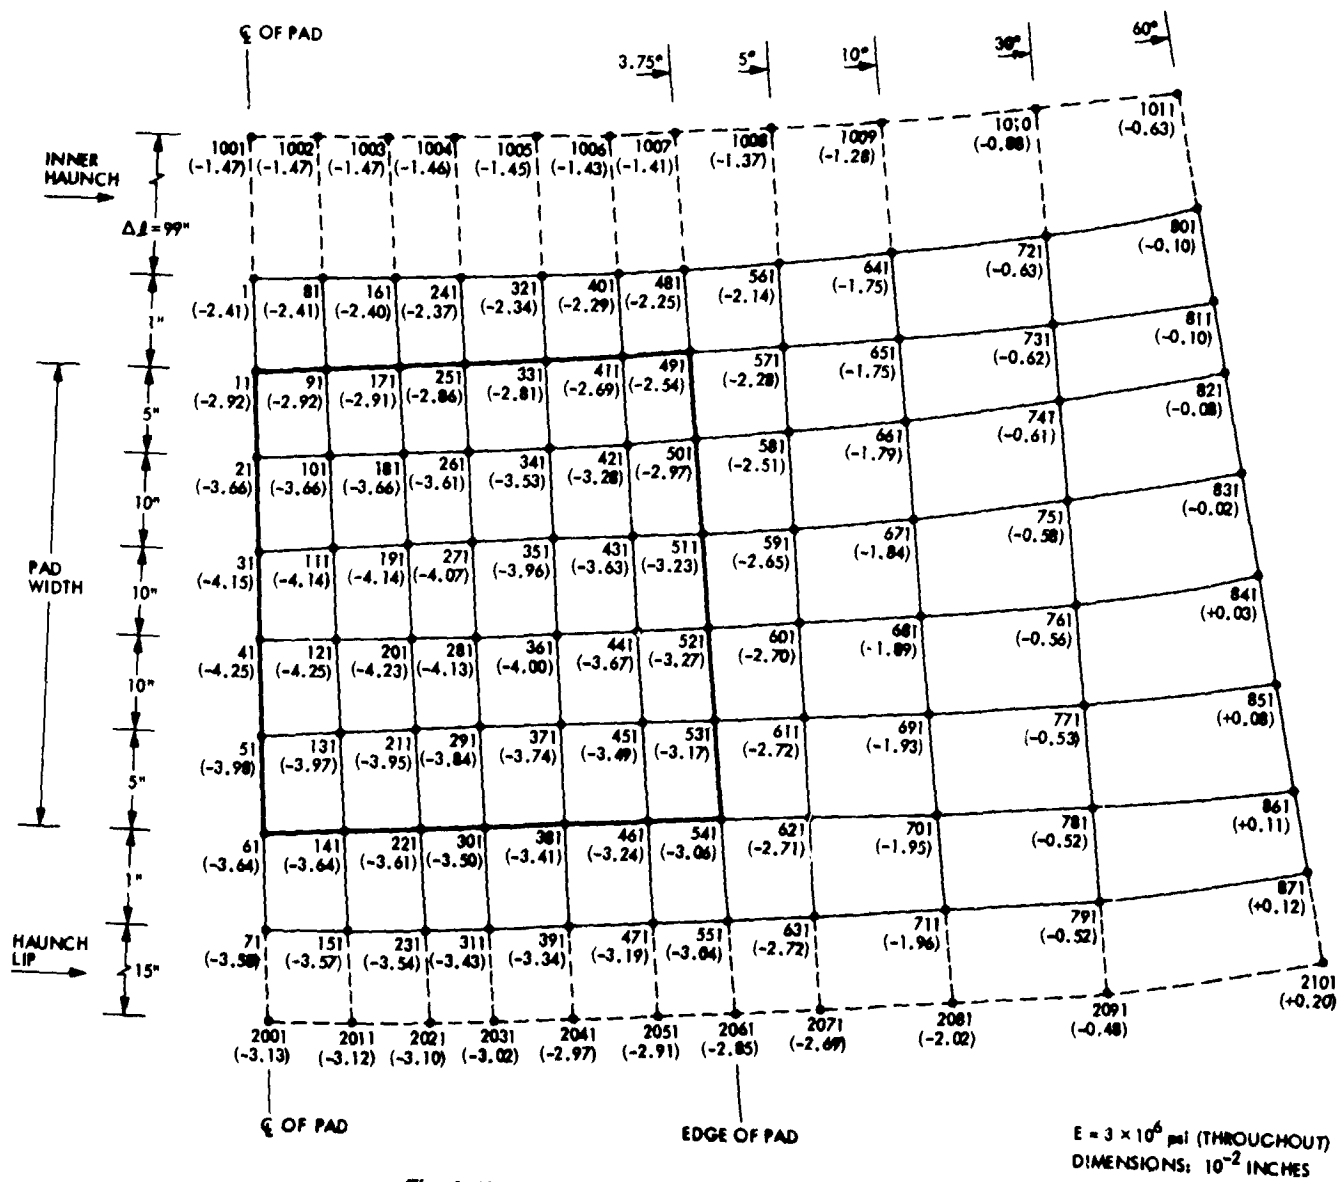 ℄ OF PAD
3.75° 5° 10° 30° 60°
INNER
HAUNCH
1001 1002 1003 1004 1005 1006 1007 1008 1009 1010 1011
(-1.47) (-1.47) (-1.47) (-1.46) (-1.45) (-1.43) (-1.41) (-1.37) (-1.28) (-0.88) (-0.63)
Δℓ = 99"
1 81 161 241 321 401 481 561 641 721 801
(-2.41) (-2.41) (-2.40) (-2.37) (-2.34) (-2.29) (-2.25) (-2.14) (-1.75) (-0.63) (-0.10)
1"
11 91 171 251 331 411 491 571 651 731 811
(-2.92) (-2.92) (-2.91) (-2.86) (-2.81) (-2.69) (-2.54) (-2.28) (-1.75) (-0.62) (-0.10)
5"
21 101 181 261 341 421 501 581 661 741 821
(-3.66) (-3.66) (-3.66) (-3.61) (-3.53) (-3.28) (-2.97) (-2.51) (-1.79) (-0.61) (-0.08)
10"
31 111 191 271 351 431 511 591 671 751 831
(-4.15) (-4.14) (-4.14) (-4.07) (-3.96) (-3.63) (-3.23) (-2.65) (-1.84) (-0.58) (-0.02)
PAD
WIDTH
10"
41 121 201 281 361 441 521 601 681 761 841
(-4.25) (-4.25) (-4.23) (-4.13) (-4.00) (-3.67) (-3.27) (-2.70) (-1.89) (-0.56) (+0.03)
10"
51 131 211 291 371 451 531 611 691 771 851
(-3.98) (-3.97) (-3.95) (-3.84) (-3.74) (-3.49) (-3.17) (-2.72) (-1.93) (-0.53) (+0.08)
5"
61 141 221 301 381 461 541 621 701 781 861
(-3.64) (-3.64) (-3.61) (-3.50) (-3.41) (-3.24) (-3.06) (-2.71) (-1.95) (-0.52) (+0.11)
1"
71 151 231 311 391 471 551 631 711 791 871
(-3.58) (-3.57) (-3.54) (-3.43) (-3.34) (-3.19) (-3.04) (-2.72) (-1.96) (-0.52) (+0.12)
HAUNCH
LIP
15"
2001 2011 2021 2031 2041 2051 2061 2071 2081 2091 2101
(-3.13) (-3.12) (-3.10) (-3.02) (-2.97) (-2.91) (-2.85) (-2.69) (-2.02) (-0.48) (+0.20)
℄ OF PAD
EDGE OF PAD
E = 3 × 10⁶ psi (THROUGHOUT)
DIMENSIONS: 10⁻² INCHES